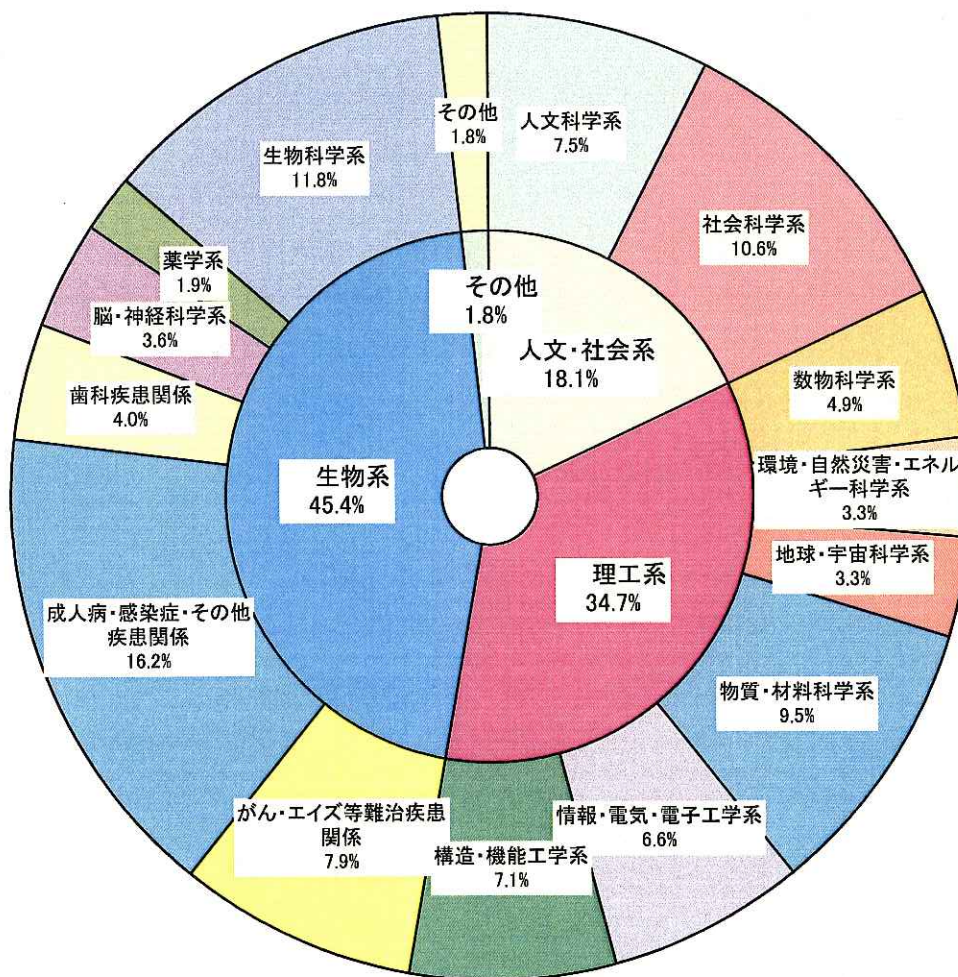 その他
1.8%
人文科学系
7.5%
社会科学系
10.6%
数物科学系
4.9%
・環境・自然災害・エネル
ギー科学系
3.3%
地球・宇宙科学系
3.3%
物質・材料科学系
9.5%
情報・電気・電子工学系
6.6%
構造・機能工学系
7.1%
がん・エイズ等難治疾患
関係
7.9%
成人病・感染症・その他
疾患関係
16.2%
歯科疾患関係
4.0%
脳・神経科学系
3.6%
薬学系
1.9%
生物科学系
11.8%
その他
1.8%
人文・社会系
18.1%
理工系
34.7%
生物系
45.4%